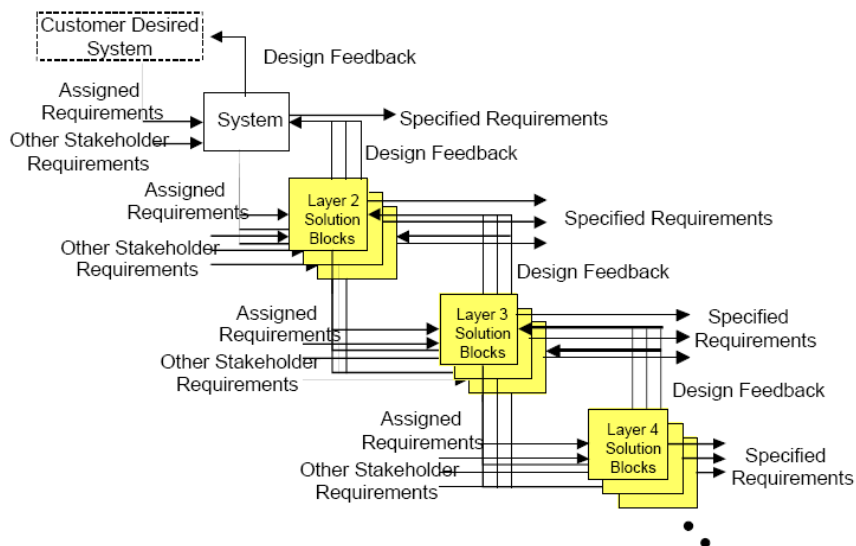 Customer Desired
System
Design Feedback
Assigned
Requirements
System
Specified Requirements
Other Stakeholder
Requirements
Design Feedback
Assigned
Requirements
Layer 2
Solution
Blocks
Specified Requirements
Other Stakeholder
Requirements
Design Feedback
Assigned
Requirements
Layer 3
Solution
Blocks
Specified
Requirements
Other Stakeholder
Requirements
Design Feedback
Assigned
Requirements
Layer 4
Solution
Blocks
Specified
Requirements
Other Stakeholder
Requirements